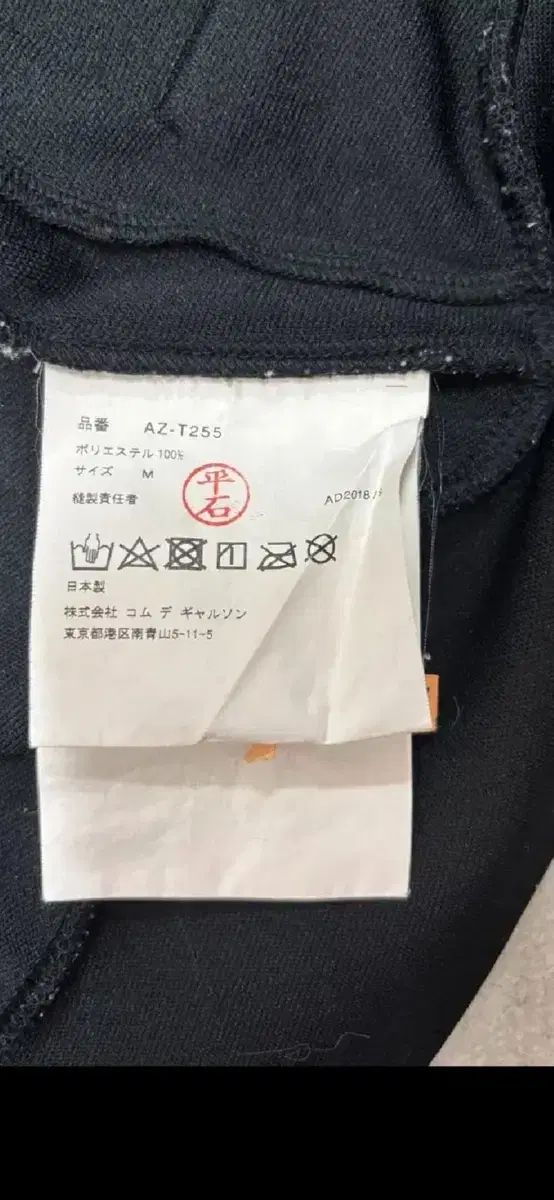 品番 AZ-T255
ポリエステル 100%
サイズ M
平石
縫製責任者
AD2018
日本製
株式会社 コム デ ギャルソン
東京都港区南青山5-11-5